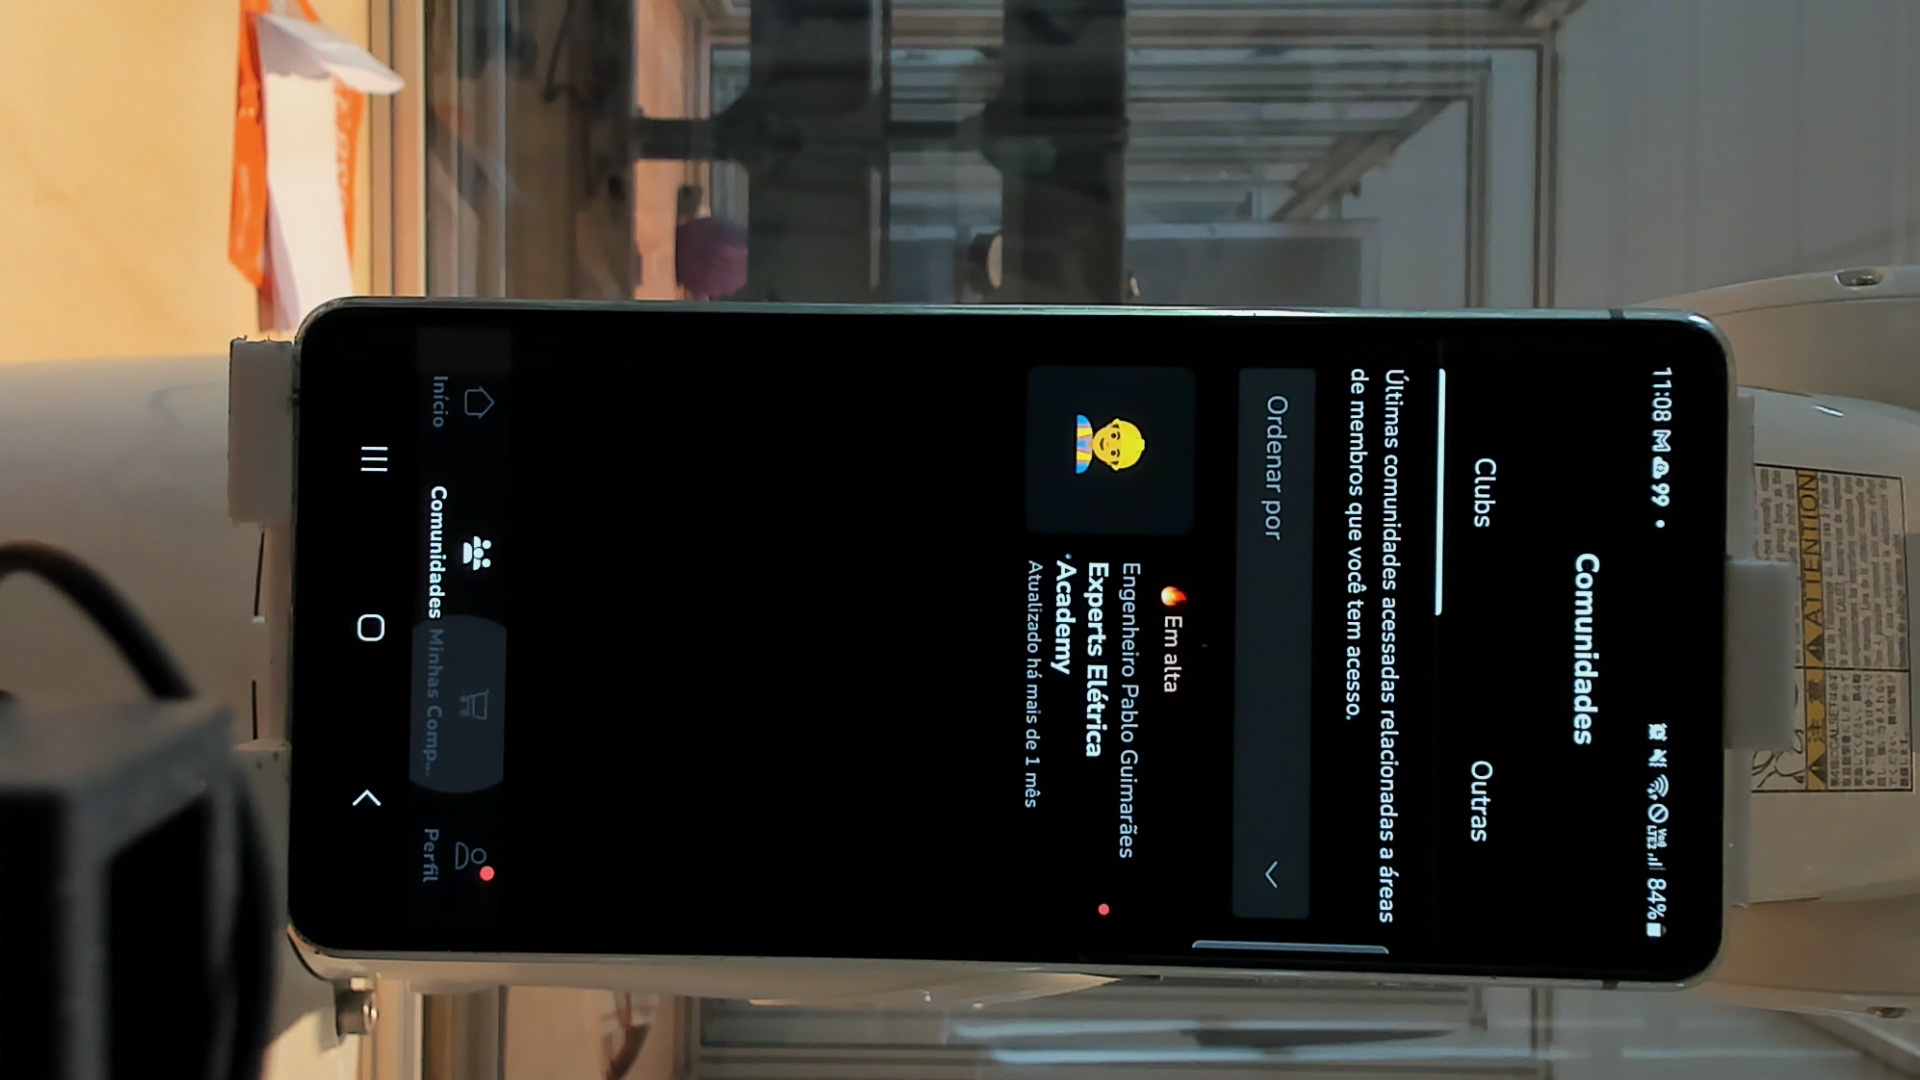 11:08
84%
Comunidades
Clubs
Outras
Últimas comunidades acessadas relacionadas a áreas
de membros que você tem acesso.
Ordenar por
Em alta
Engenheiro Pablo Guimarães
Experts Elétrica
Academy
Atualizado há mais de 1 mês
Início
Comunidades
Minhas Comp...
Perfil
ATTENTION